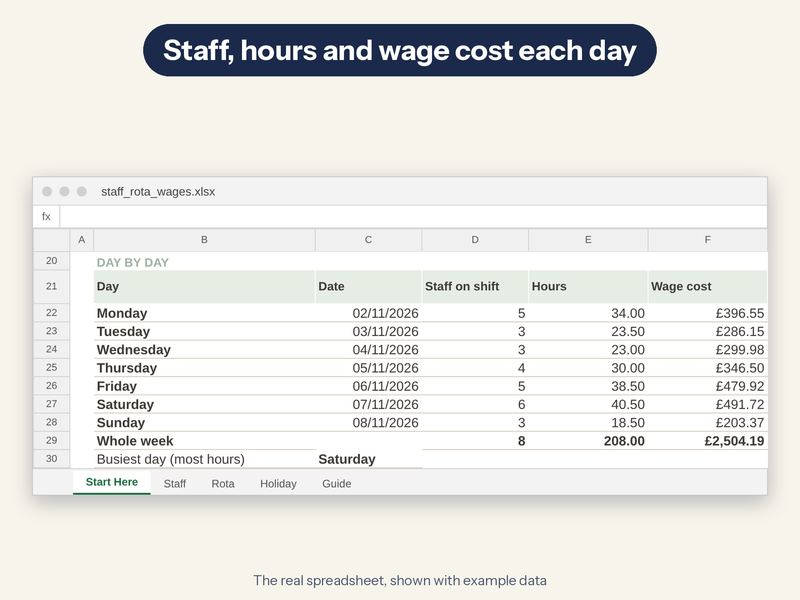 Staff, hours and wage cost each day
staff_rota_wages.xlsx
fx
A B C D E F
20 DAY BY DAY
21 Day Date Staff on shift Hours Wage cost
22 Monday 02/11/2026 5 34.00 £396.55
23 Tuesday 03/11/2026 3 23.50 £286.15
24 Wednesday 04/11/2026 3 23.00 £299.98
25 Thursday 05/11/2026 4 30.00 £346.50
26 Friday 06/11/2026 5 38.50 £479.92
27 Saturday 07/11/2026 6 40.50 £491.72
28 Sunday 08/11/2026 3 18.50 £203.37
29 Whole week 8 208.00 £2,504.19
30 Busiest day (most hours) Saturday
Start Here Staff Rota Holiday Guide
The real spreadsheet, shown with example data